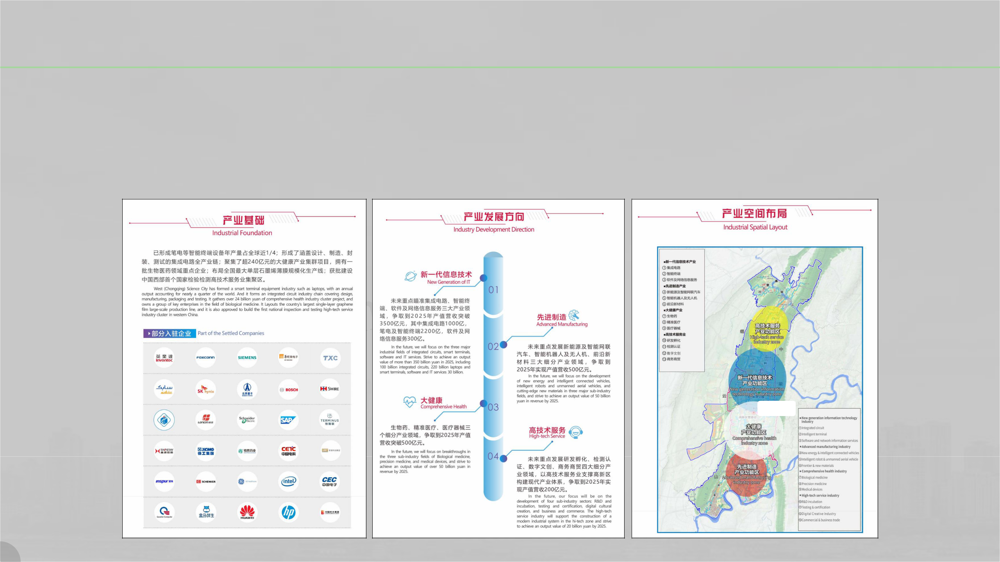 产业基础
Industrial Foundation
已形成笔电等智能终端设备年产量占全球近1/4；形成了涵盖设计、制造、封
装、测试的集成电路全产业链；聚集了超240亿元的大健康产业集群项目，拥有一
批生物医药领域重点企业；布局全国最大单层石墨烯薄膜规模化生产线；获批建设
中国西部首个国家检验检测高技术服务业集聚区。
West (Chongqing) Science City has formed a smart terminal equipment industry such as laptops, with an annual
output accounting for nearly a quarter of the world. And it forms an integrated circuit industry chain covering design,
manufacturing, packaging and testing. It gathers over 24 billion yuan of comprehensive health industry cluster project, and
owns a group of key enterprises in the field of biological medicine. It Layouts the country's largest single-layer graphene
film large-scale production line, and it is also approved to build the first national inspection and testing high-tech service
industry cluster in western China.
部分入驻企业 Part of the Settled Companies
英業達
Inventec
FOXCONN
SIEMENS
华润微电子
CR MICRO
TXC
سابك
sabic
SK hynix
北奔重卡
BOSCH
SWIRE
LONCIN 隆鑫
Schneider
Electric
SAP
TERMINUS
特斯联
SHINERAY
鑫源控股
XCMG
徐工集团
植恩药业
CETC
中国电科
inspur 浪潮
DB SCHENKER
GE Healthcare
intel
CEC
中国电子
Quanta Computer
盒马鲜生
HUAWEI
hp
中国光大集团
产业发展方向
Industry Development Direction
新一代信息技术
New Generation of IT
01
未来重点瞄准集成电路、智能终
端、软件及网络信息服务三大产业领
域，争取到2025年产值营收突破
3500亿元，其中集成电路1000亿，
笔电及智能终端2200亿，软件及网
络信息服务300亿。
In the future, we will focus on the three major
industrial fields of integrated circuits, smart terminals,
software and IT services. Strive to achieve an output
value of more than 350 billion yuan in 2025, including
100 billion integrated circuits, 220 billion laptops and
smart terminals, software and IT services 30 billion.
先进制造
Advanced Manufacturing
02
未来重点发展新能源及智能网联
汽车、智能机器人及无人机、前沿新
材料三大细分产业领域，争取到
2025年实现产值营收500亿元。
In the future, we will focus on the development
of new energy and intelligent connected vehicles,
intelligent robots and unmanned aerial vehicles, and
cutting-edge new materials in three major sub-industry
fields, and strive to achieve an output value of 50 billion
yuan in revenue by 2025.
大健康
Comprehensive Health
03
生物药、精准医疗、医疗器械三
个细分产业领域，争取到2025年产值
营收突破500亿元。
In the future, we will focus on breakthroughs in
the three sub-industry fields of Biological medicine,
precision medicine, and medical devices, and strive to
achieve an output value of over 50 billion yuan in
revenue by 2025.
高技术服务
High-tech Service
04
未来重点发展研发孵化、检测认
证、数字文创、商务商贸四大细分产
业领域，以高技术服务业支撑高新区
构建现代产业体系，争取到2025年实
现产值营收200亿元。
In the future, our focus will be on the
development of four sub-industry sectors: R&D and
incubation, testing and certification, digital cultural
creation, and business and commerce. The high-tech
service industry will support the construction of a
modern industrial system in the hi-tech zone and strive
to achieve an output value of 20 billion yuan by 2025.
产业空间布局
Industrial Spatial Layout
■新一代信息技术产业
①集成电路
②智能终端
③软件及网络信息服务
■先进制造产业
④新能源及智能网联汽车
⑤智能机器人及无人机
⑥前沿新材料
■大健康产业
⑦生物药
⑧精准医疗
⑨医疗器械
■高技术服务业
⑩研发孵化
⑪检测认证
⑫数字文创
⑬商务商贸
璧
北
河
陵
江
缙
云
山
中
梁
山
高技术服务
产业功能区
High-tech service
industry zone
科
新一代信息技术
产业功能区
New generation information
technology industry zone
高新区管委会
大健康
产业功能区
Comprehensive health
industry zone
先进制造
产业功能区
Advanced manufacturing
industry zone
■New generation information technology
industry
①Integrated circuit
②Intelligent terminal
③Software and network information services
■Advanced manufacturing industry
④New energy & intelligent connected vehicles
⑤Intelligent robot & unmanned aerial vehicle
⑥Frontier & new materials
■Comprehensive health industry
⑦Biological medicine
⑧Precision medicine
⑨Medical devices
■High-tech service industry
⑩R&D incubation
⑪Testing & certification
⑫Digital Creative Industry
⑬Commercial & business trade